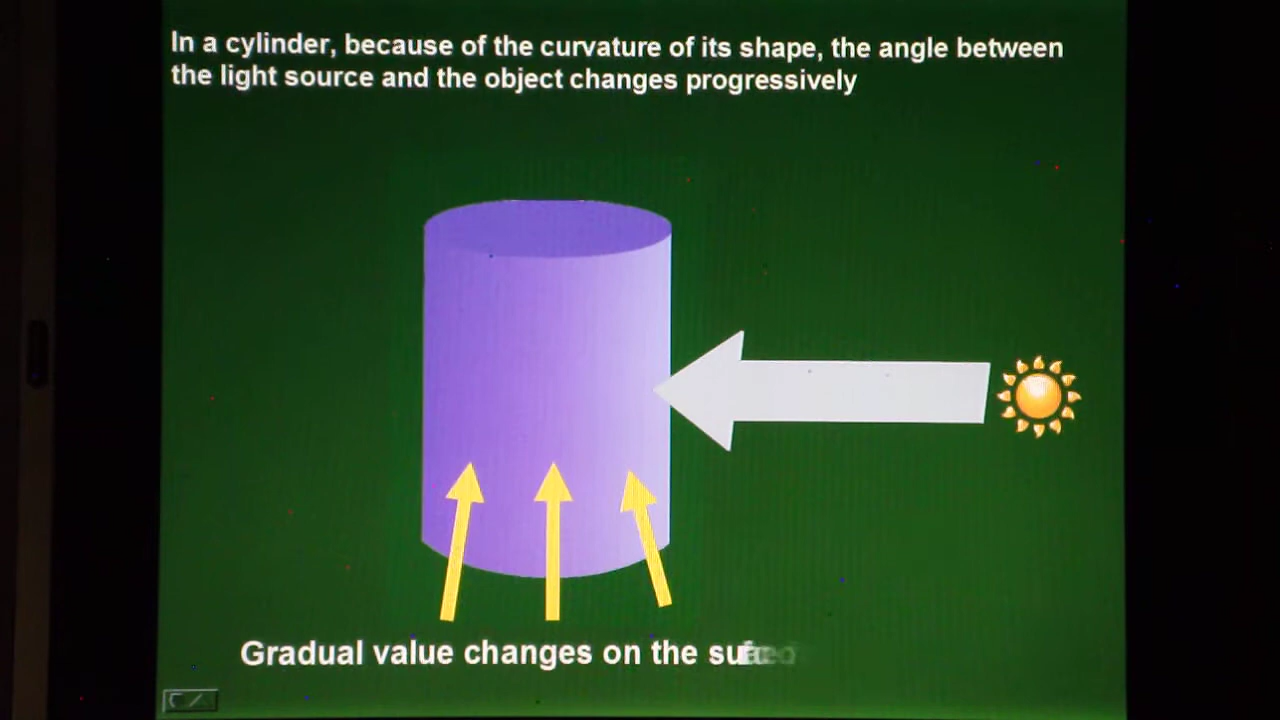 In a cylinder, because of the curvature of its shape, the angle between
the light source and the object changes progressively
Gradual value changes on the